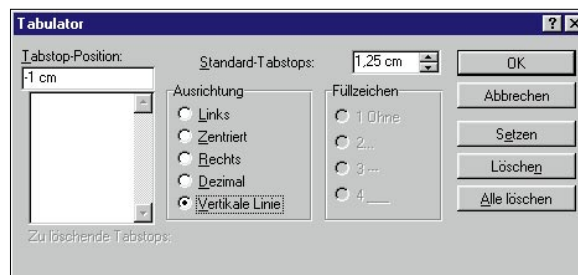 Tabulator
Tabstop-Position:
-1 cm
Standard-Tabstops: 1,25 cm
Ausrichtung
Links
Zentriert
Rechts
Dezimal
Vertikale Linie
Füllzeichen
1 Ohne
2...
3 ---
4 ___
OK
Abbrechen
Setzen
Löschen
Alle löschen
Zu löschende Tabstops: